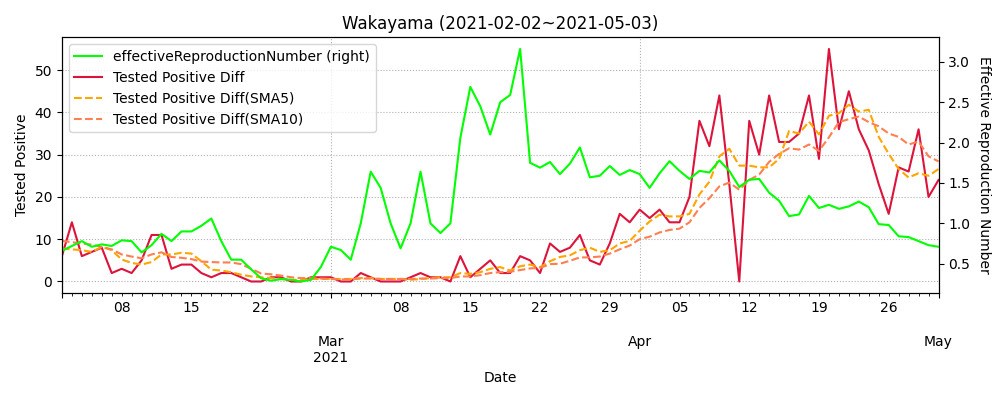 Wakayama (2021-02-02~2021-05-03)
effectiveReproductionNumber (right)
Tested Positive Diff
Tested Positive Diff(SMA5)
Tested Positive Diff(SMA10)
Tested Positive
50
40
30
20
10
0
3.0
2.5
2.0
1.5
1.0
0.5
Effective Reproduction Number
08 15 22 08 15 22 29 05 12 19 26
Mar Apr May
2021
Date